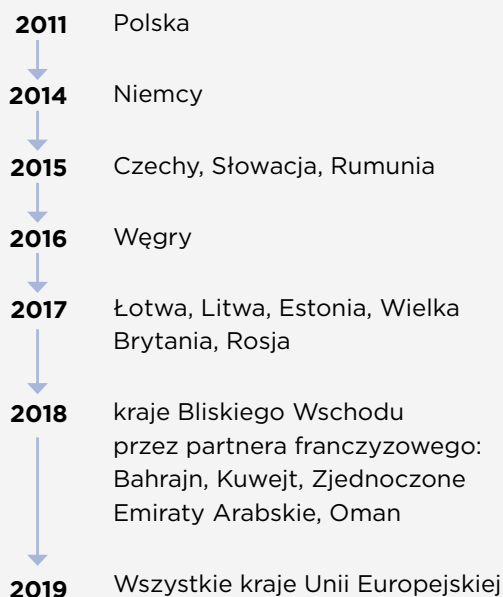 2011 Polska
2014 Niemcy
2015 Czechy, Słowacja, Rumunia
2016 Węgry
2017 Łotwa, Litwa, Estonia, Wielka
Brytania, Rosja
2018 kraje Bliskiego Wschodu
przez partnera franczyzowego:
Bahrajn, Kuwejt, Zjednoczone
Emiraty Arabskie, Oman
2019 Wszystkie kraje Unii Europejskiej